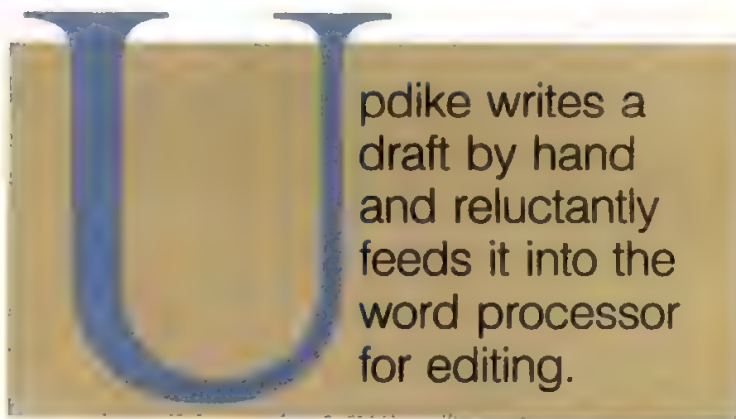 Updike writes a
draft by hand
and reluctantly
feeds it into the
word processor
for editing.